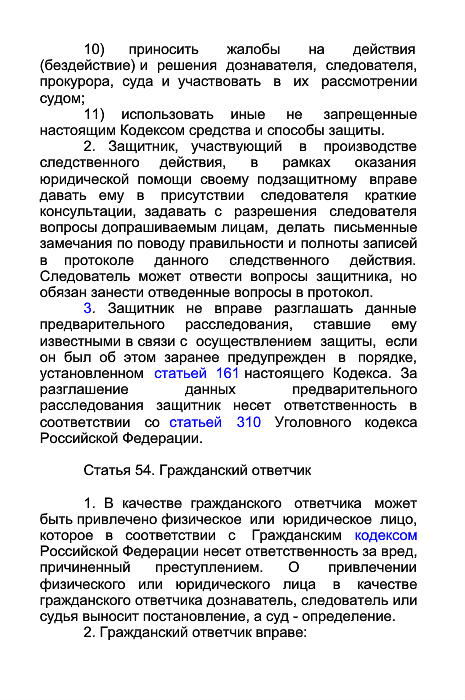 10) приносить жалобы на действия
(бездействие) и решения дознавателя, следователя,
прокурора, суда и участвовать в их рассмотрении
судом;
11) использовать иные не запрещенные
настоящим Кодексом средства и способы защиты.
2. Защитник, участвующий в производстве
следственного действия, в рамках оказания
юридической помощи своему подзащитному вправе
давать ему в присутствии следователя краткие
консультации, задавать с разрешения следователя
вопросы допрашиваемым лицам, делать письменные
замечания по поводу правильности и полноты записей
в протоколе данного следственного действия.
Следователь может отвести вопросы защитника, но
обязан занести отведенные вопросы в протокол.
3. Защитник не вправе разглашать данные
предварительного расследования, ставшие ему
известными в связи с осуществлением защиты, если
он был об этом заранее предупрежден в порядке,
установленном статьей 161 настоящего Кодекса. За
разглашение данных предварительного
расследования защитник несет ответственность в
соответствии со статьей 310 Уголовного кодекса
Российской Федерации.
Статья 54. Гражданский ответчик
1. В качестве гражданского ответчика может
быть привлечено физическое или юридическое лицо,
которое в соответствии с Гражданским кодексом
Российской Федерации несет ответственность за вред,
причиненный преступлением. О привлечении
физического или юридического лица в качестве
гражданского ответчика дознаватель, следователь или
судья выносит постановление, а суд - определение.
2. Гражданский ответчик вправе: